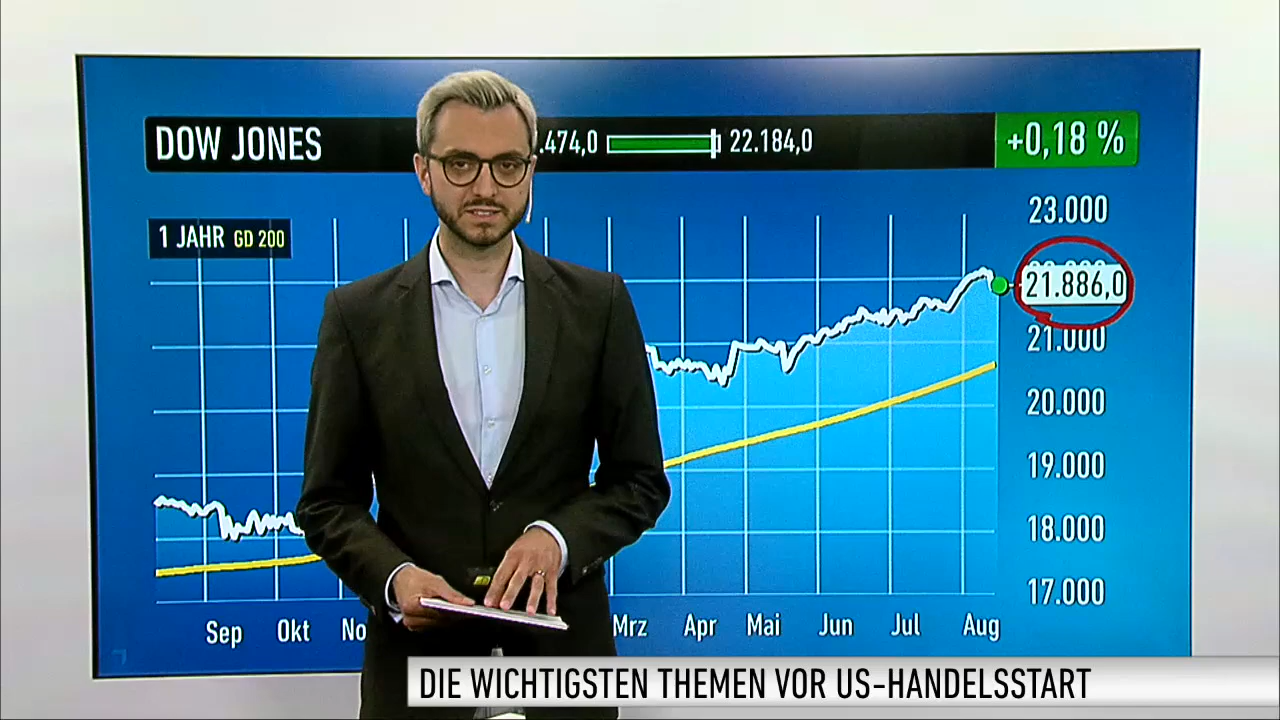 DOW JONES
.474,0
22.184,0
+0,18 %
1 JAHR GD 200
23.000
21.886,0
21.000
20.000
19.000
18.000
17.000
Sep Okt No Mrz Apr Mai Jun Jul Aug
DIE WICHTIGSTEN THEMEN VOR US-HANDELSSTART